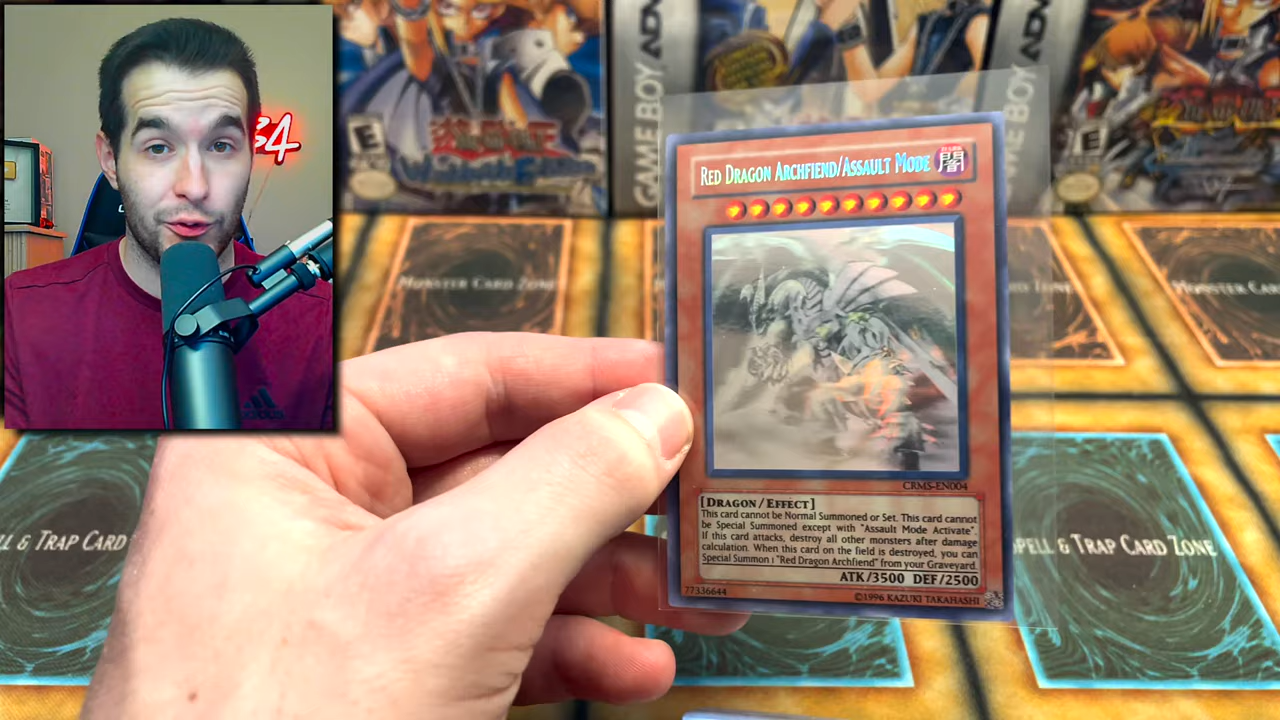 34
E
GAME BOY ADV
GAME BOY ADV
E
RED DRAGON ARCHFIEND/ASSAULT MODE 闇
CRMS-EN004
[DRAGON/EFFECT]
This card cannot be Normal Summoned or Set. This card cannot
be Special Summoned except with "Assault Mode Activate".
If this card attacks, destroy all other monsters after damage
calculation. When this card on the field is destroyed, you can
Special Summon 1 "Red Dragon Archfiend" from your Graveyard.
ATK/3500 DEF/2500
77336644
©1996 KAZUKI TAKAHASHI
MONSTER CARD ZONE
MONSTER CAR
LL & TRAP CARD
SPELL & TRAP CARD ZONE